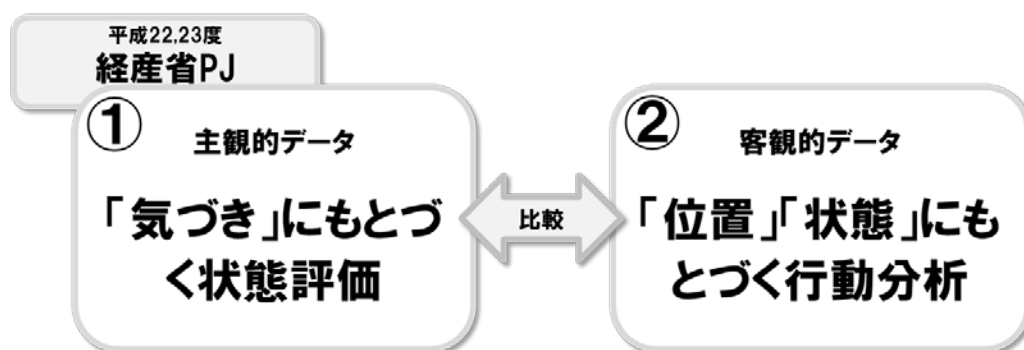 平成22,23度
経産省PJ
①
主観的データ
「気づき」にもとづ
く状態評価
比較
②
客観的データ
「位置」「状態」にも
とづく行動分析